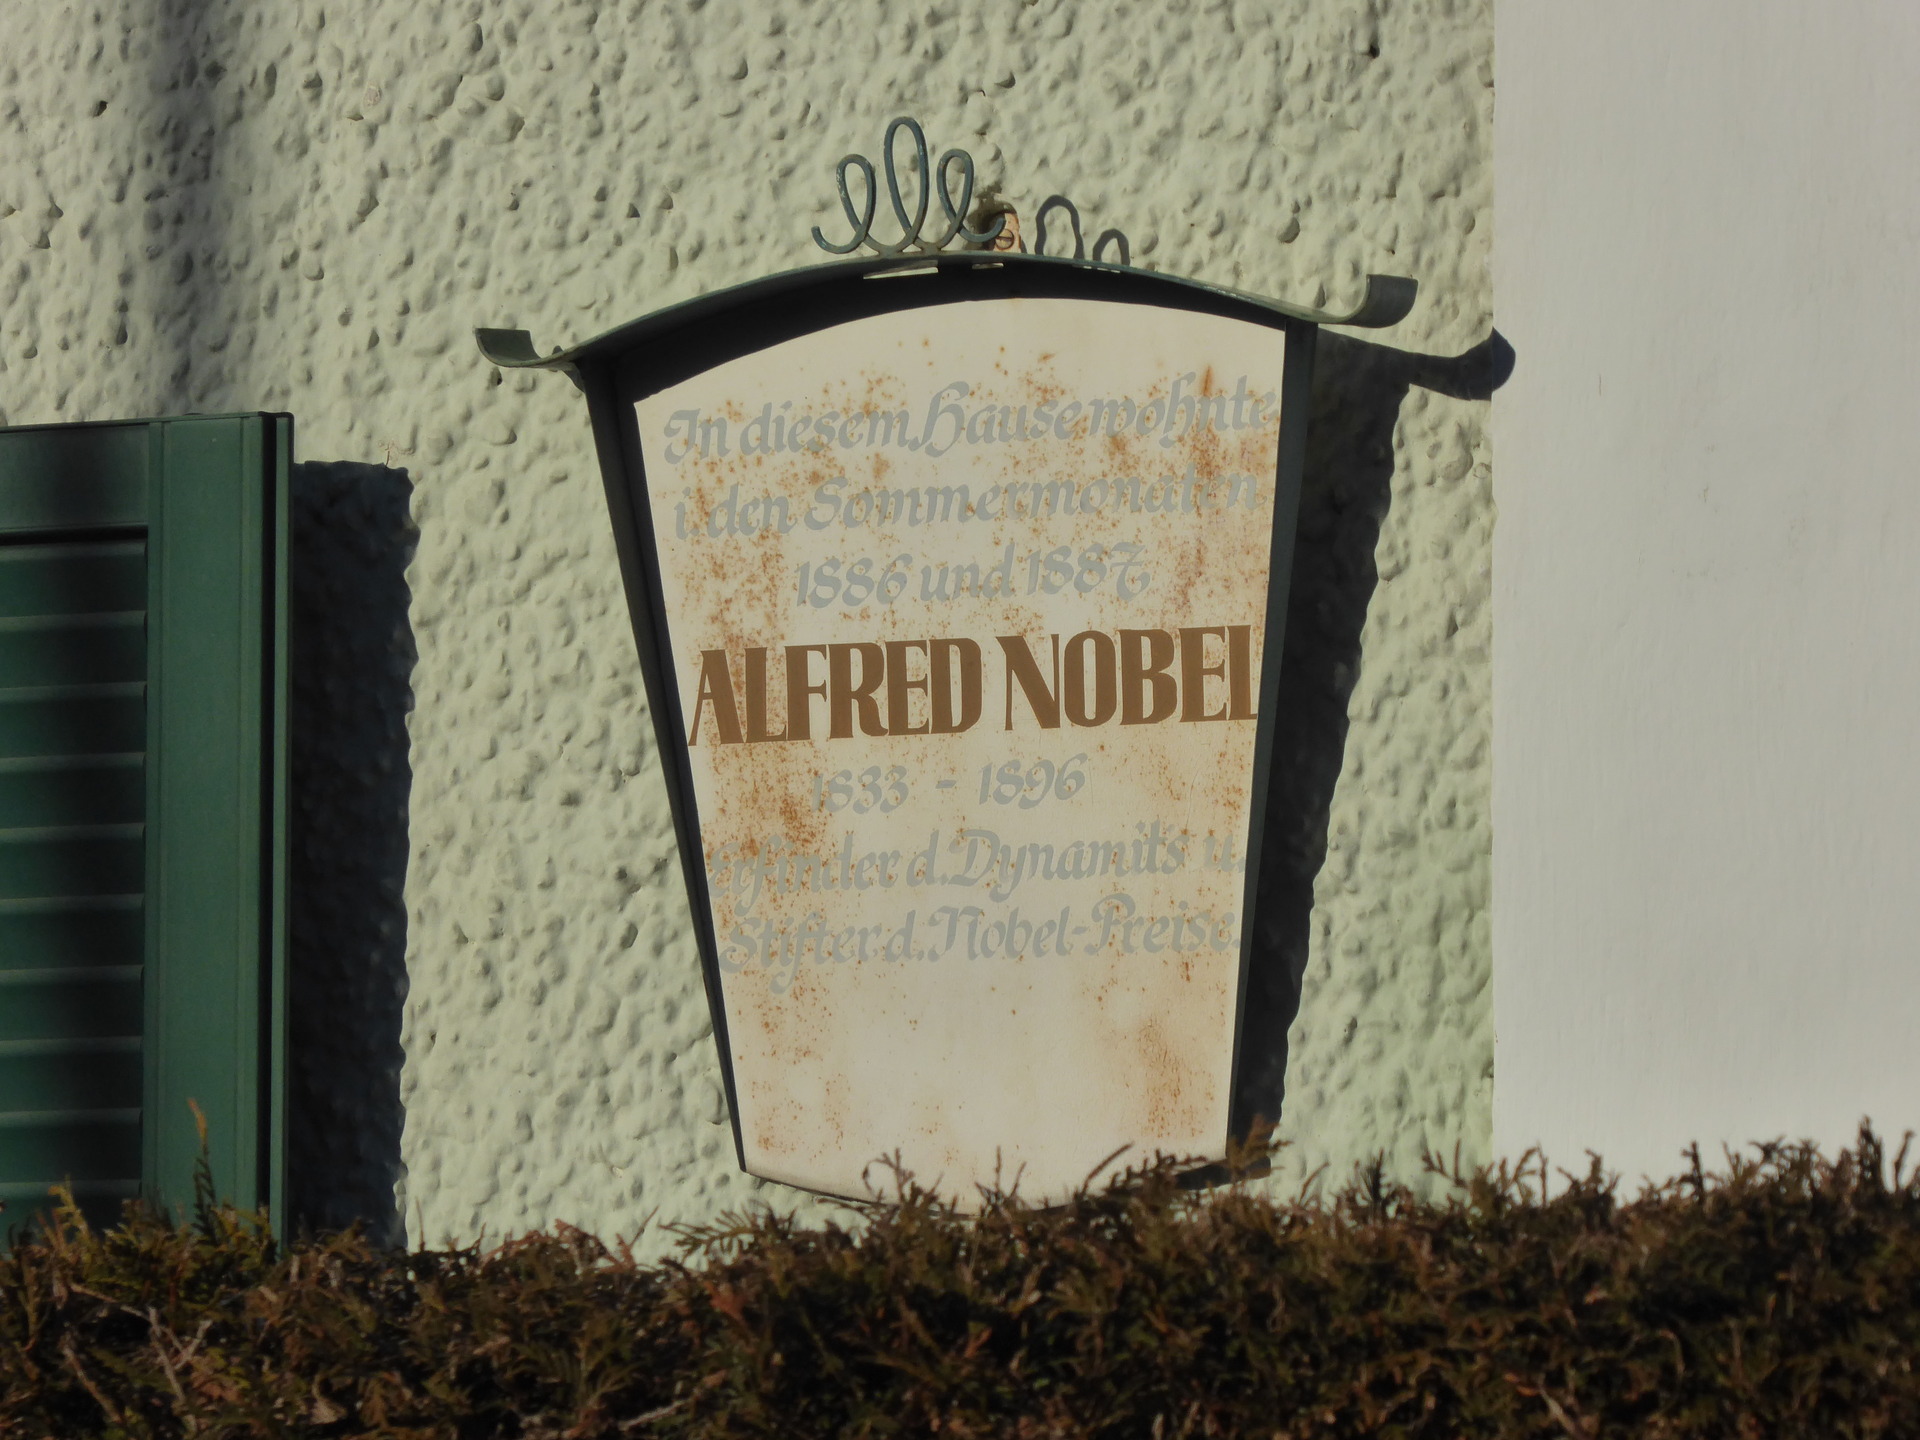 In diesem Hause wohnte
i. den Sommermonaten
1886 und 1887
ALFRED NOBEL
1833 - 1896
Erfinder d. Dynamits u.
Stifter d. Nobel-Preise.